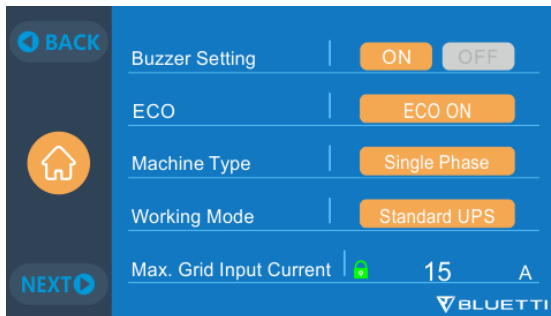 BACK
Buzzer Setting ON OFF
ECO ECO ON
Machine Type Single Phase
Working Mode Standard UPS
Max. Grid Input Current 15 A
NEXT
BLUETTI